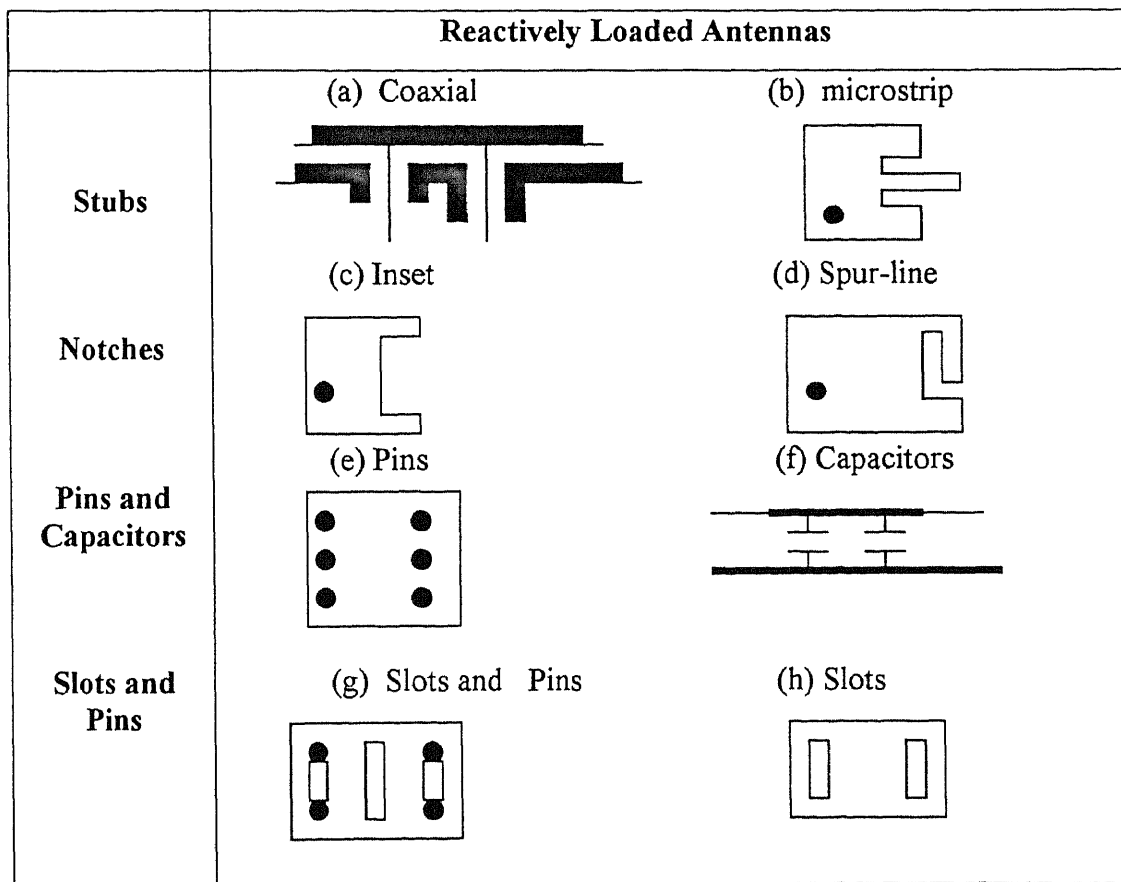 Reactively Loaded Antennas
Stubs
(a) Coaxial
(b) microstrip
Notches
(c) Inset
(d) Spur-line
Pins and
Capacitors
(e) Pins
(f) Capacitors
Slots and
Pins
(g) Slots and Pins
(h) Slots